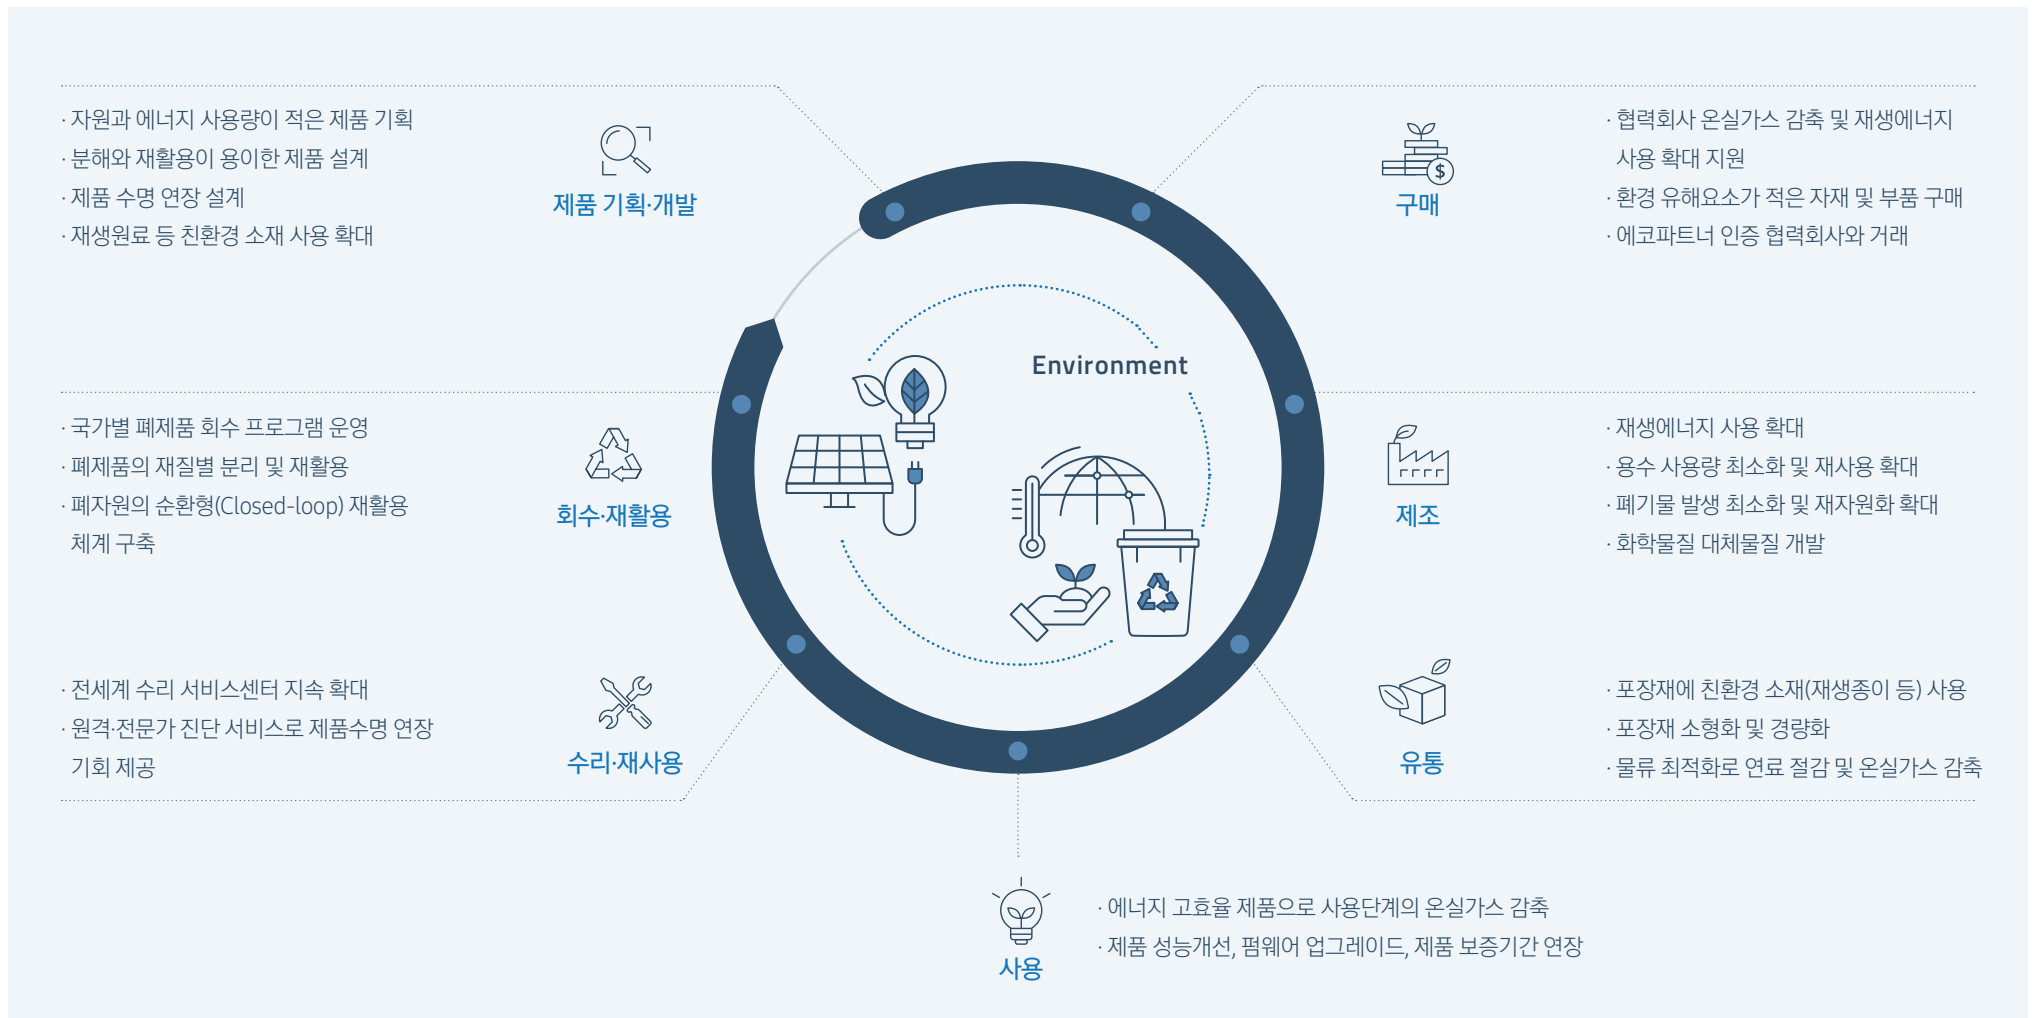 · 자원과 에너지 사용량이 적은 제품 기획
· 분해와 재활용이 용이한 제품 설계
· 제품 수명 연장 설계
· 재생원료 등 친환경 소재 사용 확대
제품 기획·개발
구매
· 협력회사 온실가스 감축 및 재생에너지
사용 확대 지원
· 환경 유해요소가 적은 자재 및 부품 구매
· 에코파트너 인증 협력회사와 거래
Environment
· 국가별 폐제품 회수 프로그램 운영
· 폐제품의 재질별 분리 및 재활용
· 폐자원의 순환형(Closed-loop) 재활용
체계 구축
회수·재활용
제조
· 재생에너지 사용 확대
· 용수 사용량 최소화 및 재사용 확대
· 폐기물 발생 최소화 및 재자원화 확대
· 화학물질 대체물질 개발
· 전세계 수리 서비스센터 지속 확대
· 원격·전문가 진단 서비스로 제품수명 연장
기회 제공
수리·재사용
유통
· 포장재에 친환경 소재(재생종이 등) 사용
· 포장재 소형화 및 경량화
· 물류 최적화로 연료 절감 및 온실가스 감축
사용
· 에너지 고효율 제품으로 사용단계의 온실가스 감축
· 제품 성능개선, 펌웨어 업그레이드, 제품 보증기간 연장